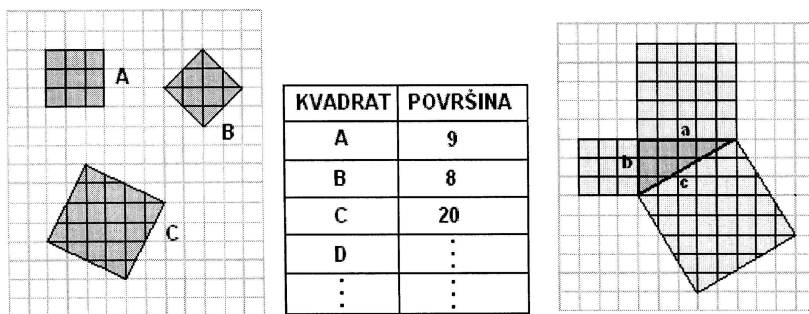 A
B
C
KVADRAT POVRŠINA
A 9
B 8
C 20
D ⋮
⋮ ⋮
a
b
c